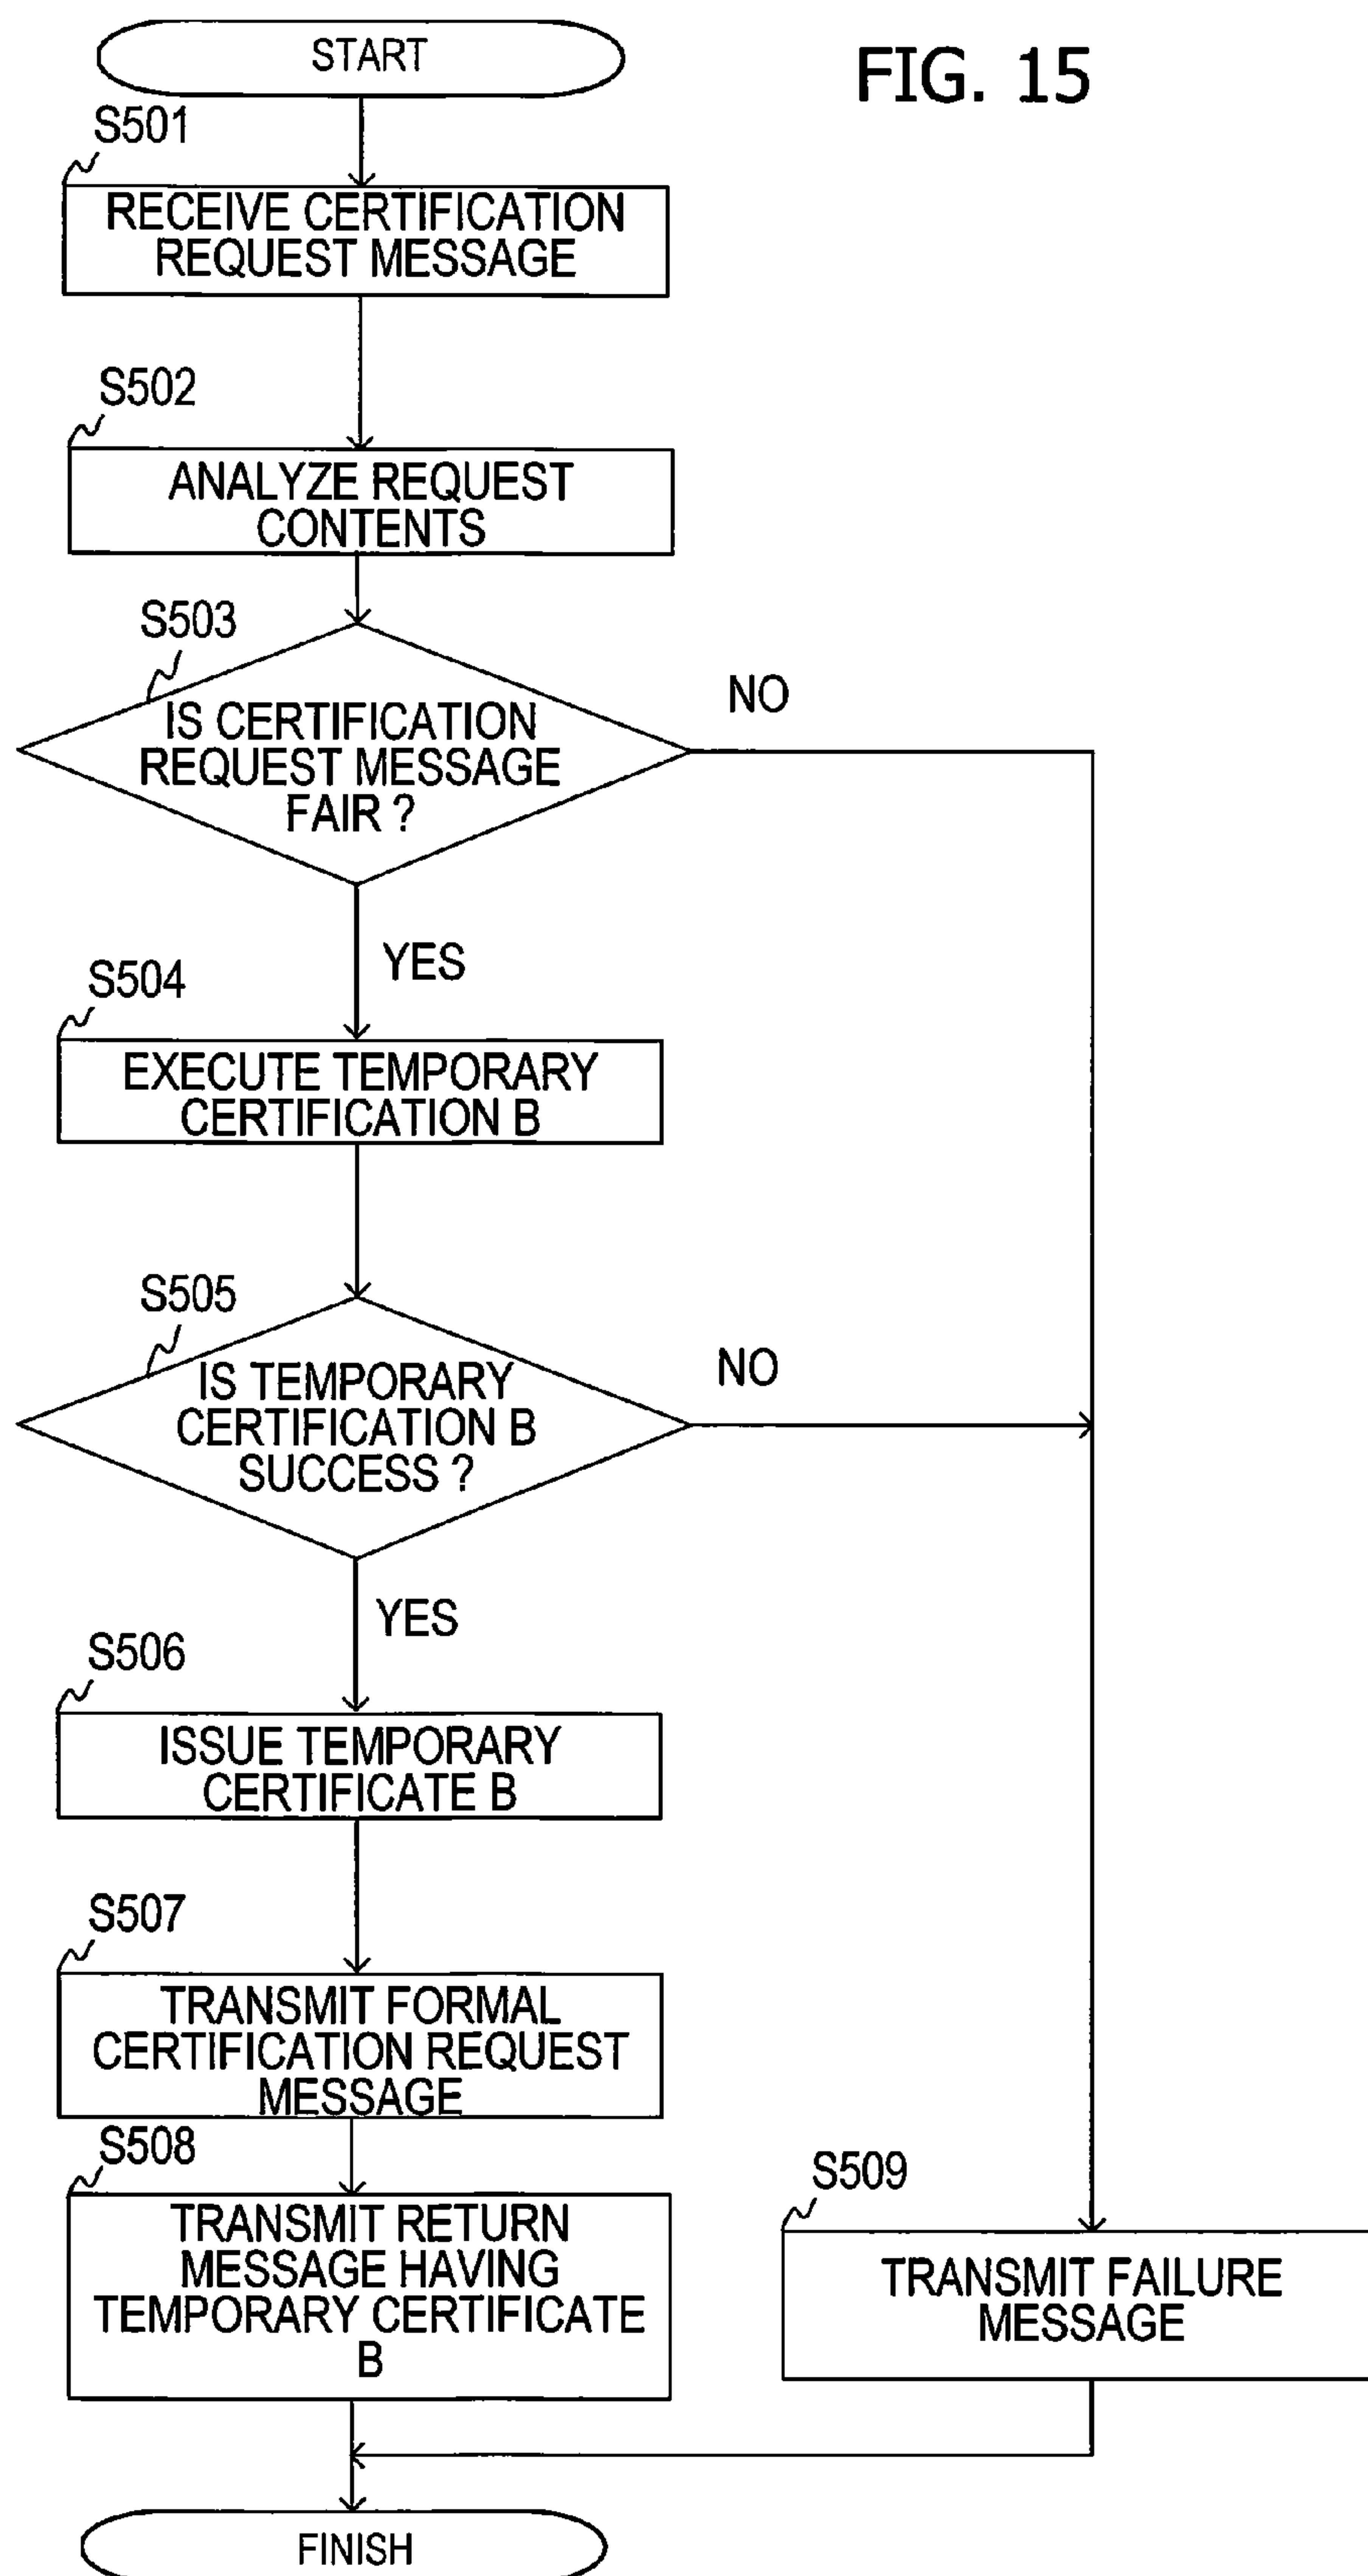 START
FIG. 15
S501
RECEIVE CERTIFICATION
REQUEST MESSAGE
S502
ANALYZE REQUEST
CONTENTS
S503
IS CERTIFICATION
REQUEST MESSAGE
FAIR ?
NO
YES
S504
EXECUTE TEMPORARY
CERTIFICATION B
S505
IS TEMPORARY
CERTIFICATION B
SUCCESS ?
NO
YES
S506
ISSUE TEMPORARY
CERTIFICATE B
S507
TRANSMIT FORMAL
CERTIFICATION REQUEST
MESSAGE
S508
TRANSMIT RETURN
MESSAGE HAVING
TEMPORARY CERTIFICATE
B
S509
TRANSMIT FAILURE
MESSAGE
FINISH